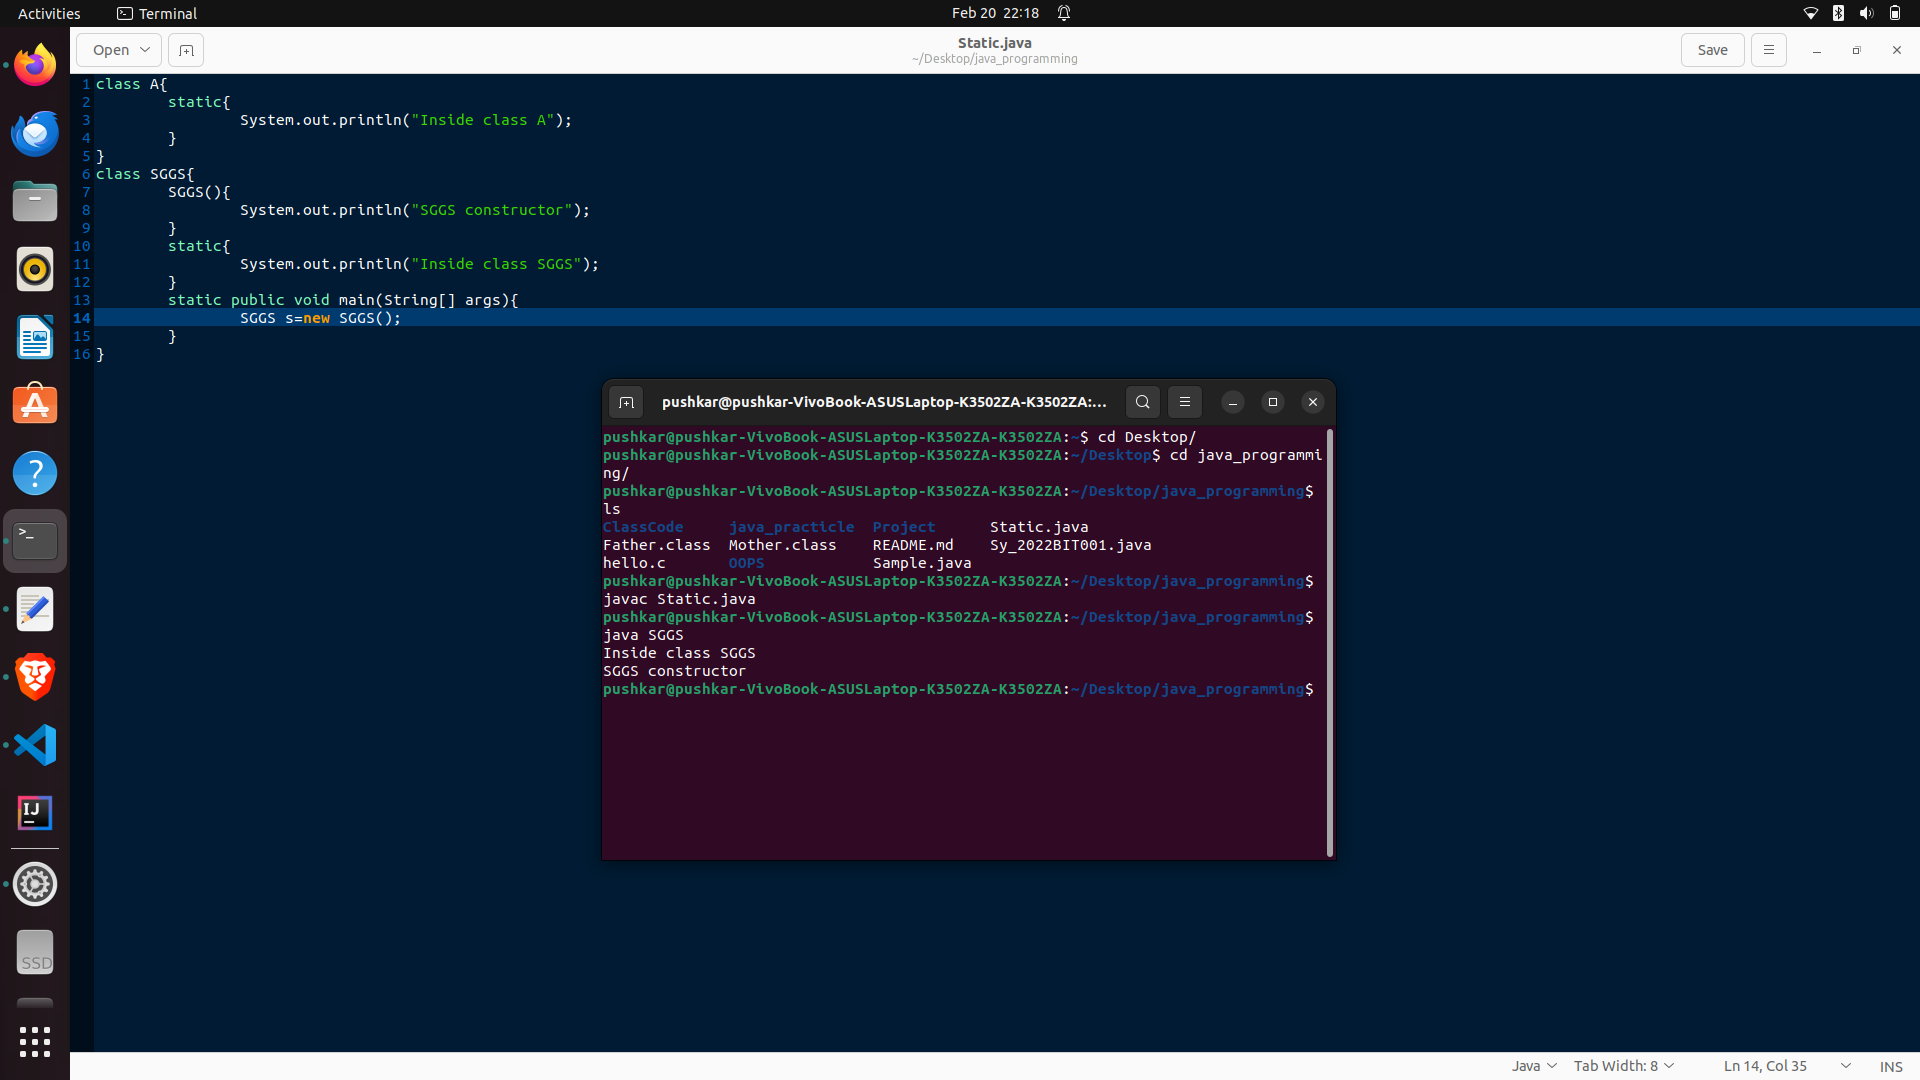 Activities
Terminal
Feb 20 22:18
Open
Static.java
~/Desktop/java_programming
Save
1 class A{
2 static{
3 System.out.println("Inside class A");
4 }
5 }
6 class SGGS{
7 SGGS(){
8 System.out.println("SGGS constructor");
9 }
10 static{
11 System.out.println("Inside class SGGS");
12 }
13 static public void main(String[] args){
14 SGGS s=new SGGS();
15 }
16 }
pushkar@pushkar-VivoBook-ASUSLaptop-K3502ZA-K3502ZA:...
pushkar@pushkar-VivoBook-ASUSLaptop-K3502ZA-K3502ZA:~$ cd Desktop/
pushkar@pushkar-VivoBook-ASUSLaptop-K3502ZA-K3502ZA:~/Desktop$ cd java_programmi
ng/
pushkar@pushkar-VivoBook-ASUSLaptop-K3502ZA-K3502ZA:~/Desktop/java_programming$
ls
ClassCode java_practicle Project Static.java
Father.class Mother.class README.md Sy_2022BIT001.java
hello.c OOPS Sample.java
pushkar@pushkar-VivoBook-ASUSLaptop-K3502ZA-K3502ZA:~/Desktop/java_programming$
javac Static.java
pushkar@pushkar-VivoBook-ASUSLaptop-K3502ZA-K3502ZA:~/Desktop/java_programming$
java SGGS
Inside class SGGS
SGGS constructor
pushkar@pushkar-VivoBook-ASUSLaptop-K3502ZA-K3502ZA:~/Desktop/java_programming$
IJ
SSD
Java
Tab Width: 8
Ln 14, Col 35
INS